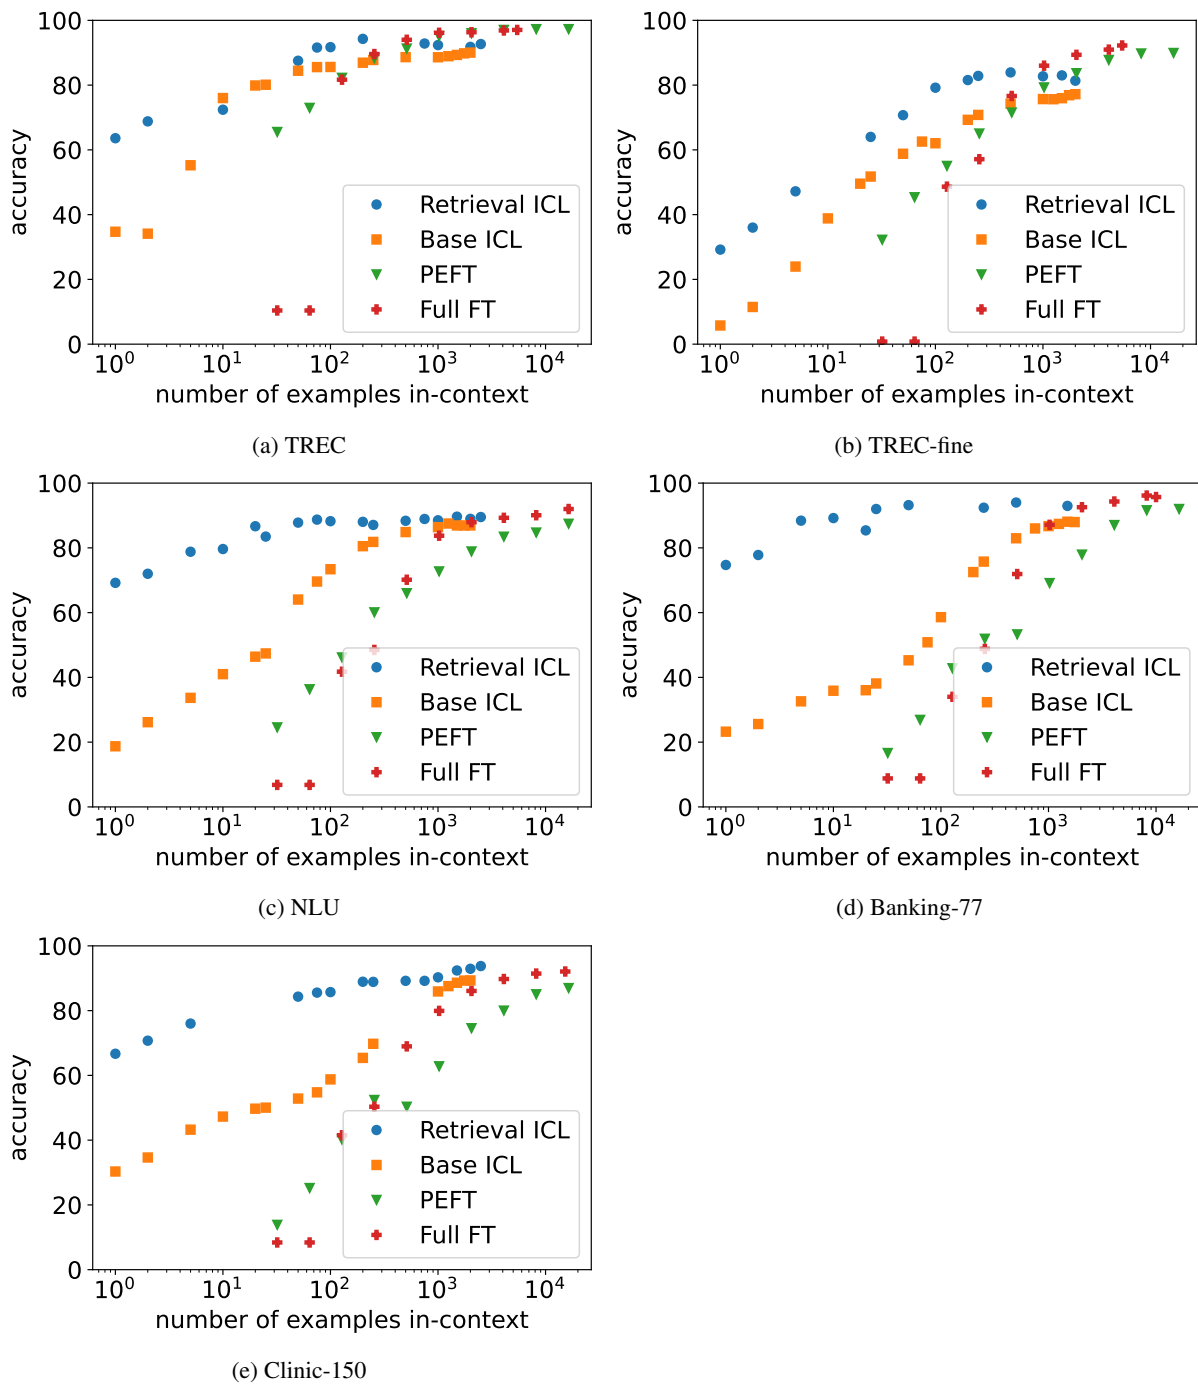 100
80
60
40
20
0
accuracy
Retrieval ICL
Base ICL
PEFT
Full FT
10^0 10^1 10^2 10^3 10^4
number of examples in-context
(a) TREC
100
80
60
40
20
0
accuracy
Retrieval ICL
Base ICL
PEFT
Full FT
10^0 10^1 10^2 10^3 10^4
number of examples in-context
(b) TREC-fine
100
80
60
40
20
0
accuracy
Retrieval ICL
Base ICL
PEFT
Full FT
10^0 10^1 10^2 10^3 10^4
number of examples in-context
(c) NLU
100
80
60
40
20
0
accuracy
Retrieval ICL
Base ICL
PEFT
Full FT
10^0 10^1 10^2 10^3 10^4
number of examples in-context
(d) Banking-77
100
80
60
40
20
0
accuracy
Retrieval ICL
Base ICL
PEFT
Full FT
10^0 10^1 10^2 10^3 10^4
number of examples in-context
(e) Clinic-150